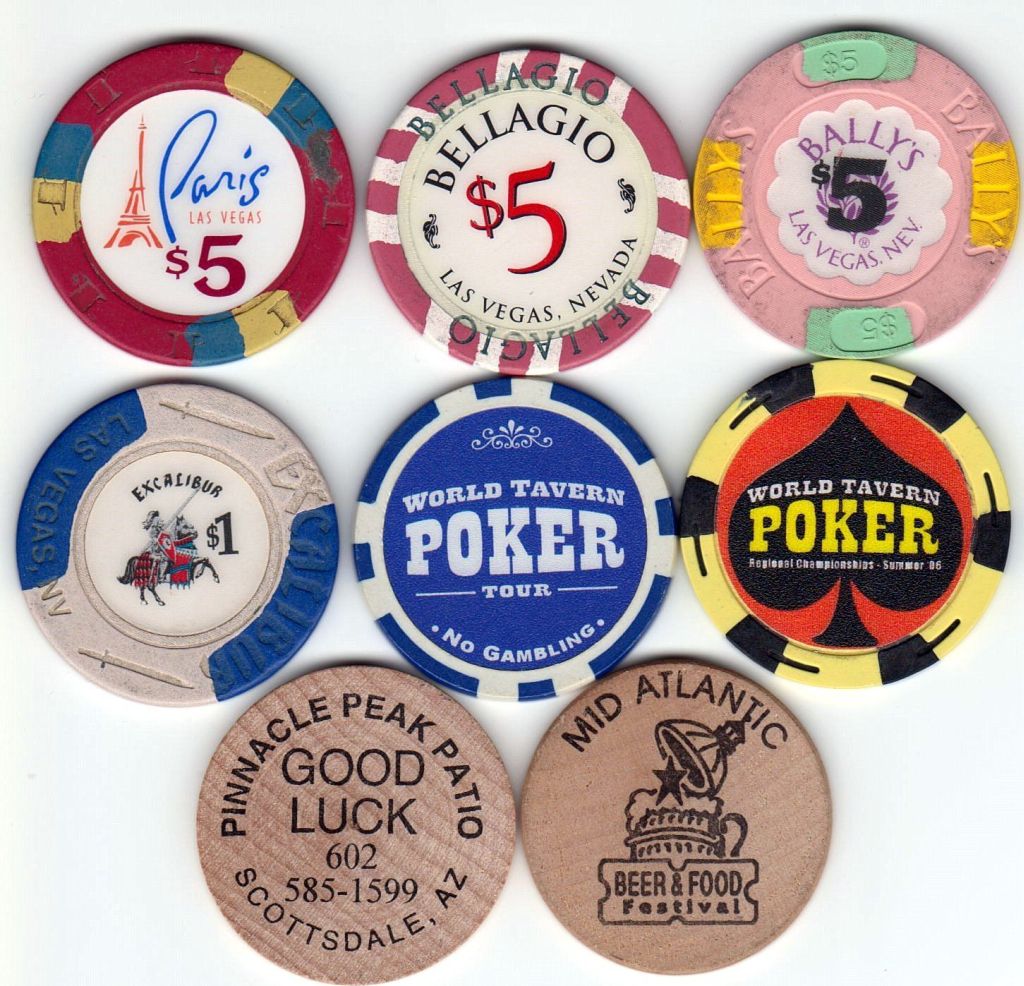 Paris
LAS VEGAS
$5
BELLAGIO
BELLAGIO
$5
LAS VEGAS, NEVADA
BELLAGIO
$5
BALLY'S
BALLY'S
BALLY'S
$5
LAS VEGAS, NEV.
®
$5
LAS VEGAS, NV
EXCALIBUR
EXCALIBUR
$1
WORLD TAVERN
POKER
TOUR
• NO GAMBLING •
WORLD TAVERN
POKER
Regional Championships - Summer 06
PINNACLE PEAK PATIO
GOOD
LUCK
602
585-1599
SCOTTSDALE, AZ
MID ATLANTIC
BEER & FOOD
Festival